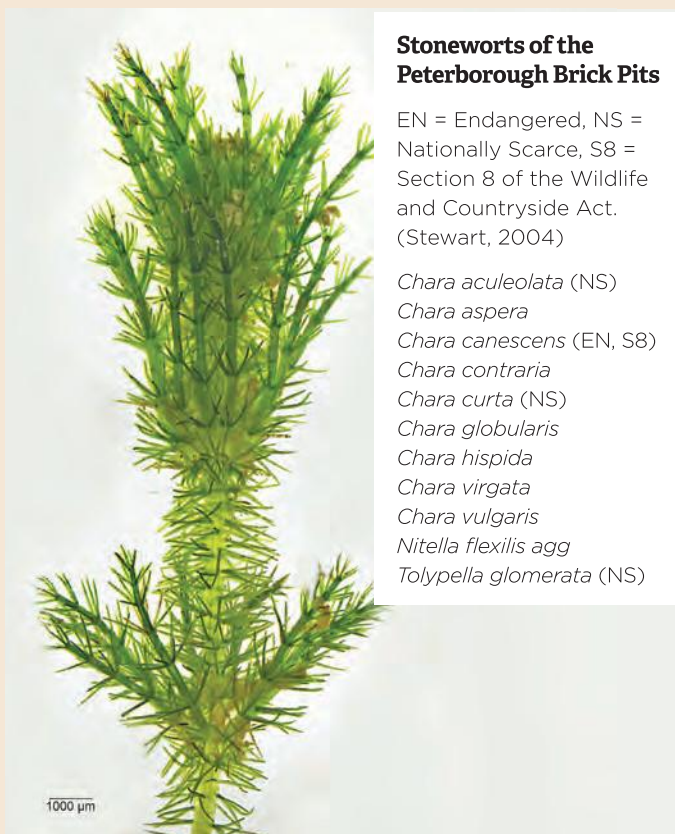 Stoneworts of the
Peterborough Brick Pits
EN = Endangered, NS =
Nationally Scarce, S8 =
Section 8 of the Wildlife
and Countryside Act.
(Stewart, 2004)
Chara aculeolata (NS)
Chara aspera
Chara canescens (EN, S8)
Chara contraria
Chara curta (NS)
Chara globularis
Chara hispida
Chara virgata
Chara vulgaris
Nitella flexilis agg
Tolypella glomerata (NS)
1000 µm